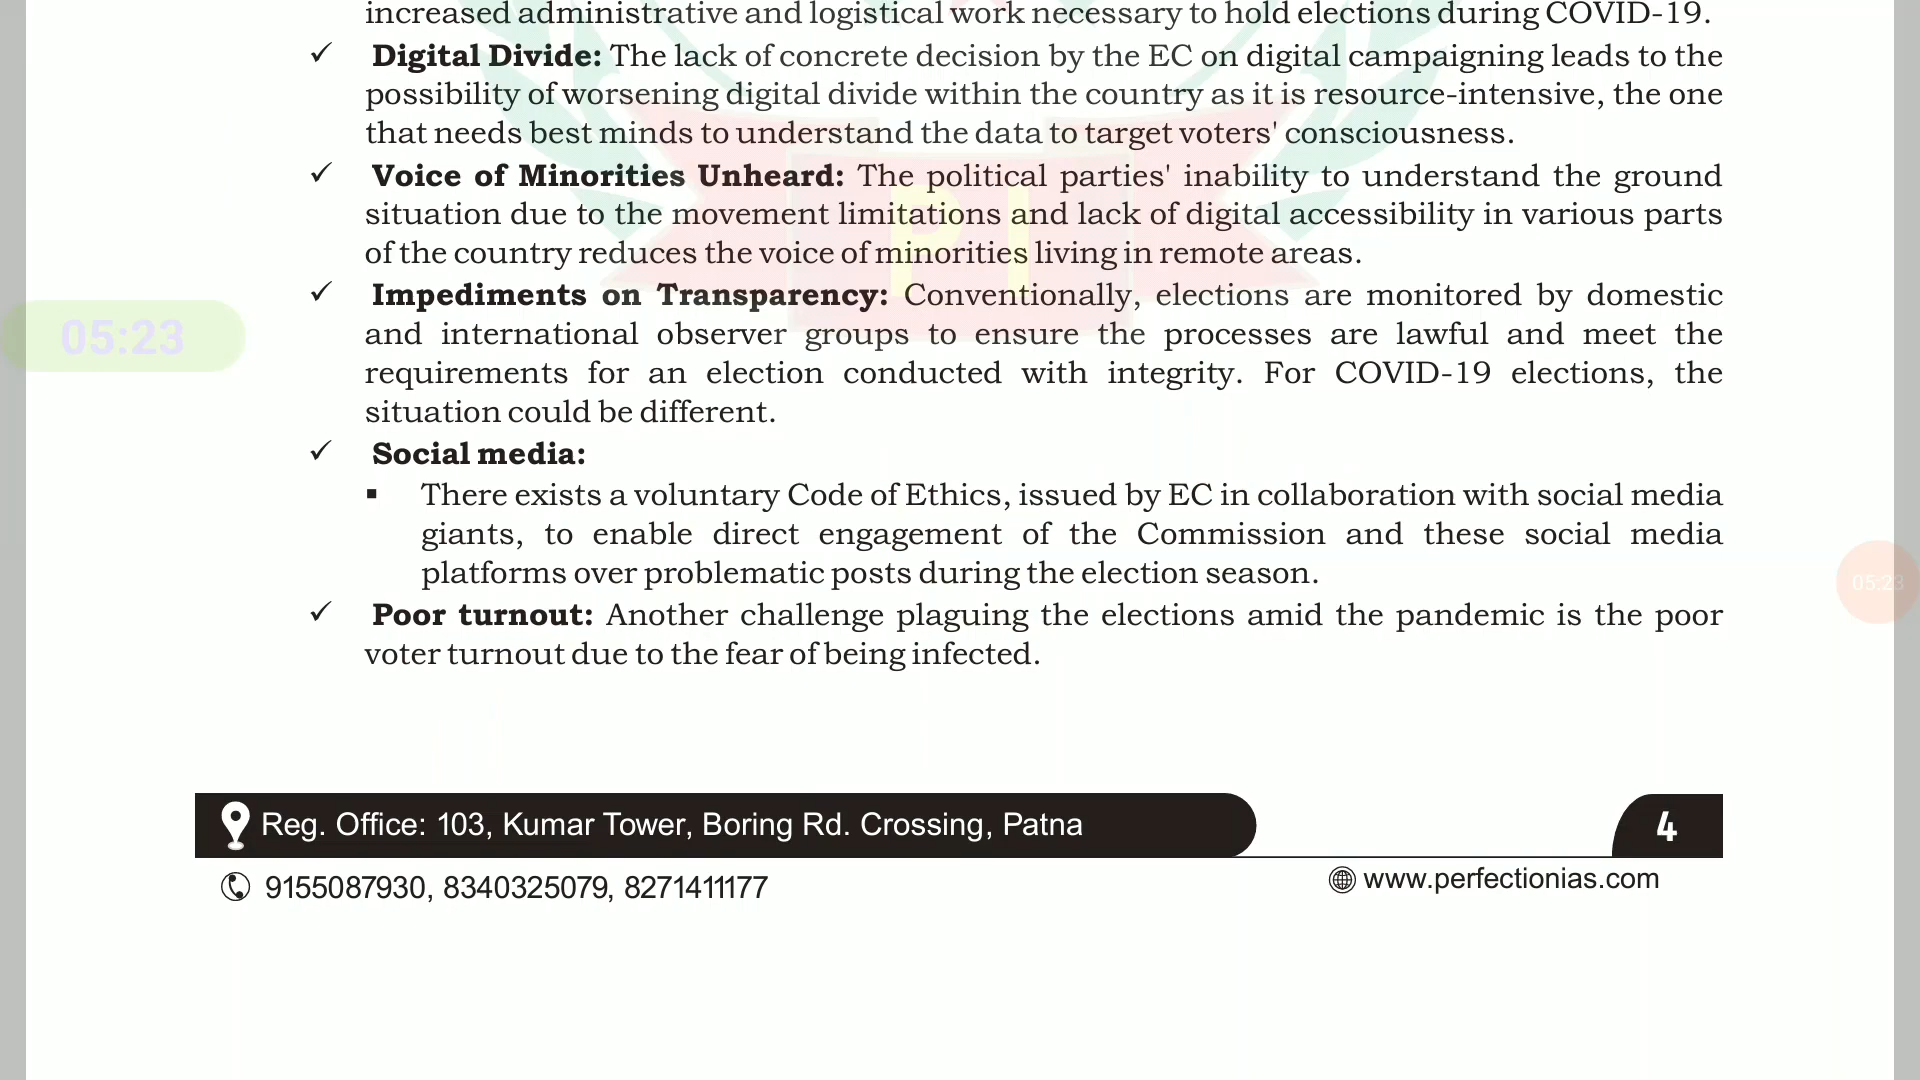 increased administrative and logistical work necessary to hold elections during COVID-19.
✓ Digital Divide: The lack of concrete decision by the EC on digital campaigning leads to the
possibility of worsening digital divide within the country as it is resource-intensive, the one
that needs best minds to understand the data to target voters' consciousness.
✓ Voice of Minorities Unheard: The political parties' inability to understand the ground
situation due to the movement limitations and lack of digital accessibility in various parts
of the country reduces the voice of minorities living in remote areas.
✓ Impediments on Transparency: Conventionally, elections are monitored by domestic
and international observer groups to ensure the processes are lawful and meet the
requirements for an election conducted with integrity. For COVID-19 elections, the
situation could be different.
✓ Social media:
▪ There exists a voluntary Code of Ethics, issued by EC in collaboration with social media
giants, to enable direct engagement of the Commission and these social media
platforms over problematic posts during the election season.
✓ Poor turnout: Another challenge plaguing the elections amid the pandemic is the poor
voter turnout due to the fear of being infected.
PI
05:23
05:23
Reg. Office: 103, Kumar Tower, Boring Rd. Crossing, Patna
4
9155087930, 8340325079, 8271411177
www.perfectionias.com